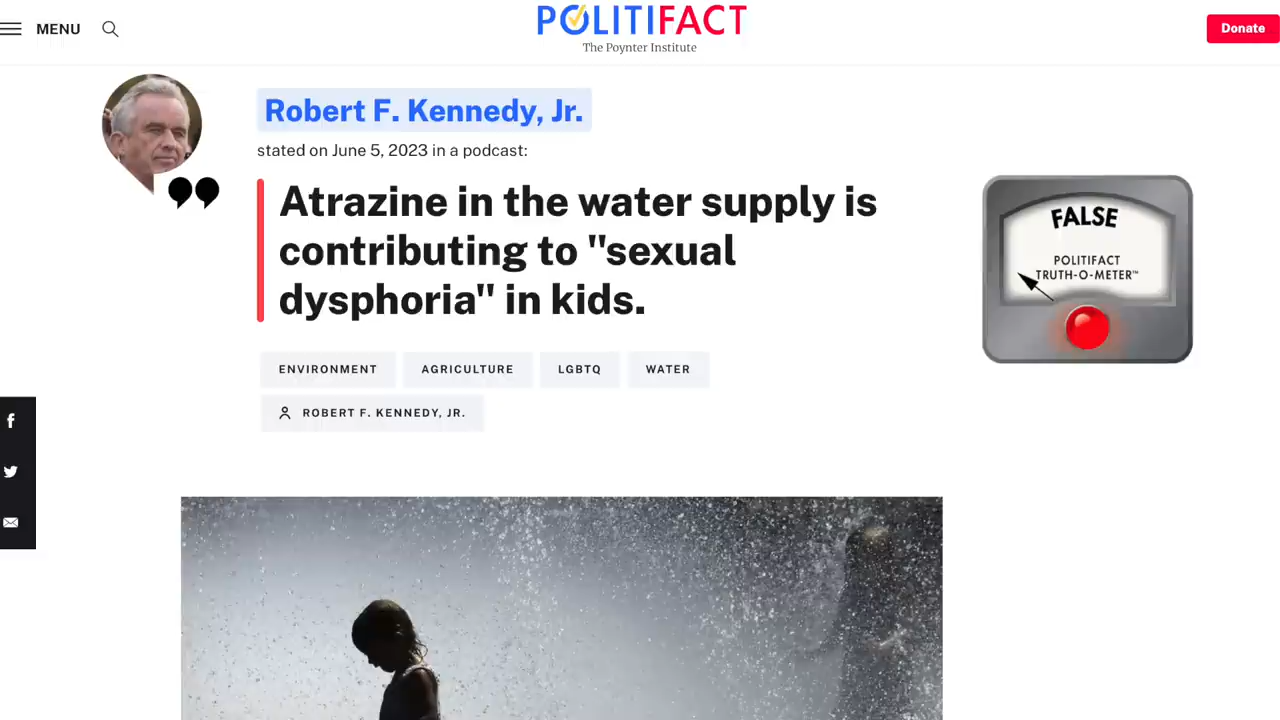 MENU
POLITIFACT
The Poynter Institute
Donate
Robert F. Kennedy, Jr.
stated on June 5, 2023 in a podcast:
Atrazine in the water supply is
contributing to "sexual
dysphoria" in kids.
FALSE
POLITIFACT
TRUTH-O-METER™
ENVIRONMENT
AGRICULTURE
LGBTQ
WATER
ROBERT F. KENNEDY, JR.